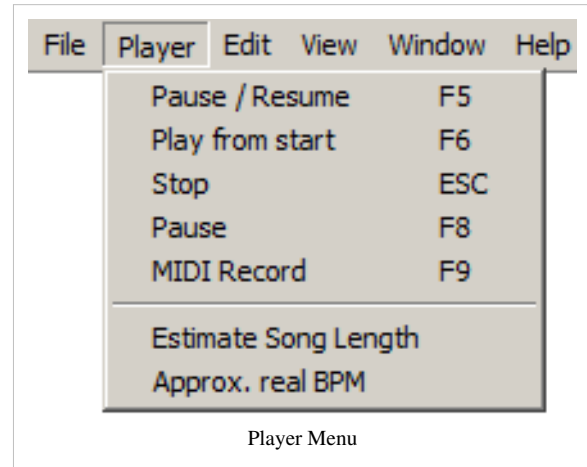 File Player Edit View Window Help
Pause / Resume F5
Play from start F6
Stop ESC
Pause F8
MIDI Record F9
Estimate Song Length
Approx. real BPM
Player Menu